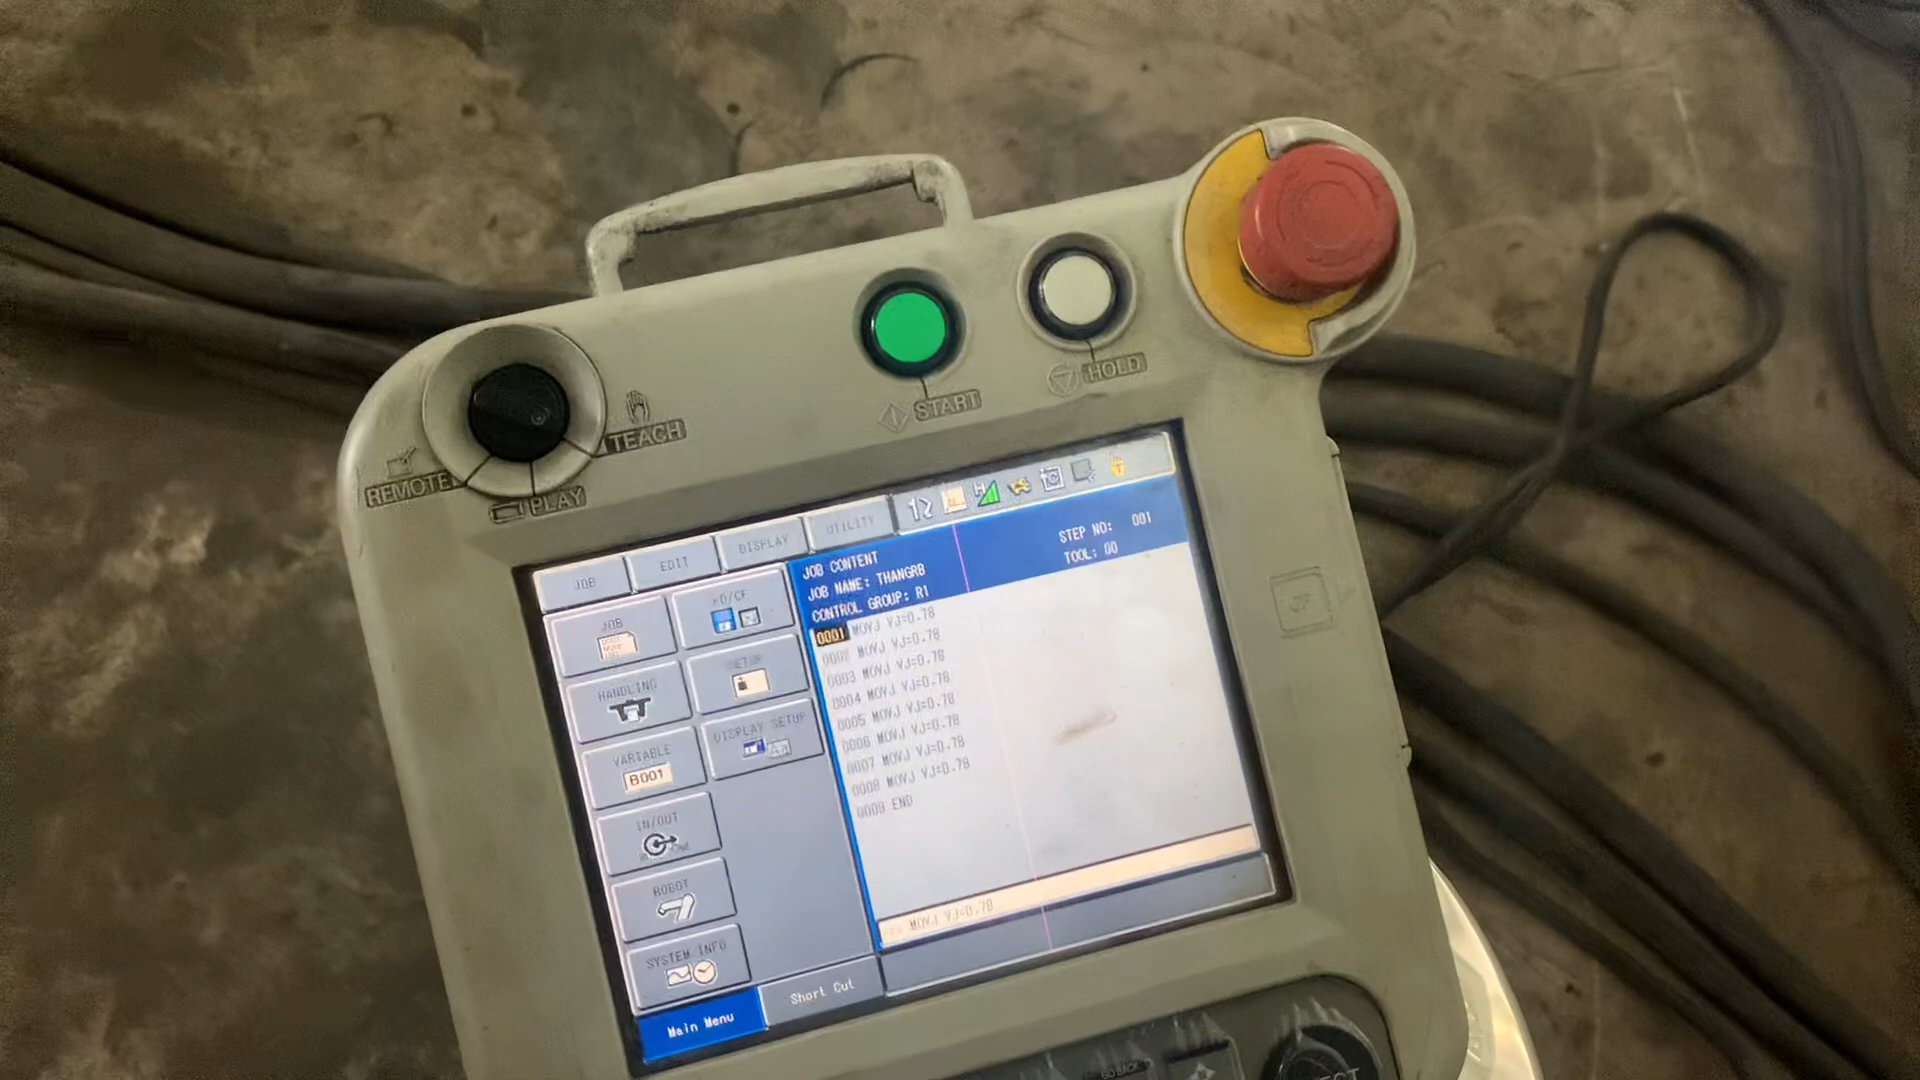 START
HOLD
TEACH
REMOTE
PLAY
JOB
EDIT
DISPLAY
UTILITY
JOB CONTENT
JOB NAME: THANGRB
CONTROL GROUP: R1
STEP NO: 001
TOOL: 00
JOB
FD/CF
HANDLING
SETUP
VARIABLE
B001
DISPLAY SETUP
IN/OUT
ROBOT
SYSTEM INFO
0001 MOVJ VJ=0.78
0002 MOVJ VJ=0.78
0003 MOVJ VJ=0.78
0004 MOVJ VJ=0.78
0005 MOVJ VJ=0.78
0006 MOVJ VJ=0.78
0007 MOVJ VJ=0.78
0008 MOVJ VJ=0.78
0009 END
MOVJ VJ=0.78
Main Menu
Short Cut
GO BACK